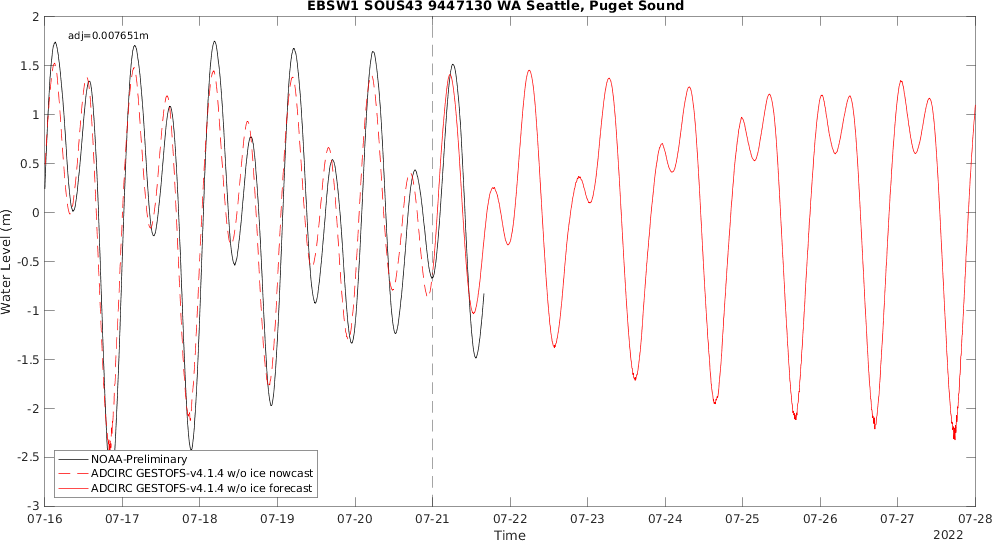 EBSW1 SOUS43 9447130 WA Seattle, Puget Sound
adj=0.007651m
2
1.5
1
0.5
0
-0.5
-1
-1.5
-2
-2.5
-3
Water Level (m)
NOAA-Preliminary
ADCIRC GESTOFS-v4.1.4 w/o ice nowcast
ADCIRC GESTOFS-v4.1.4 w/o ice forecast
07-16 07-17 07-18 07-19 07-20 07-21 07-22 07-23 07-24 07-25 07-26 07-27 07-28
Time
2022